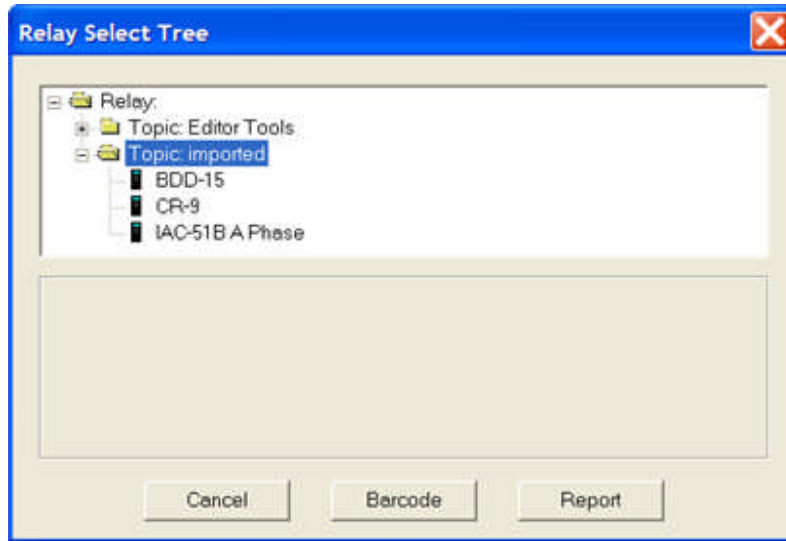 Relay Select Tree
Relay:
Topic: Editor Tools
Topic: imported
BDD-15
CR-9
IAC-51B A Phase
Cancel Barcode Report